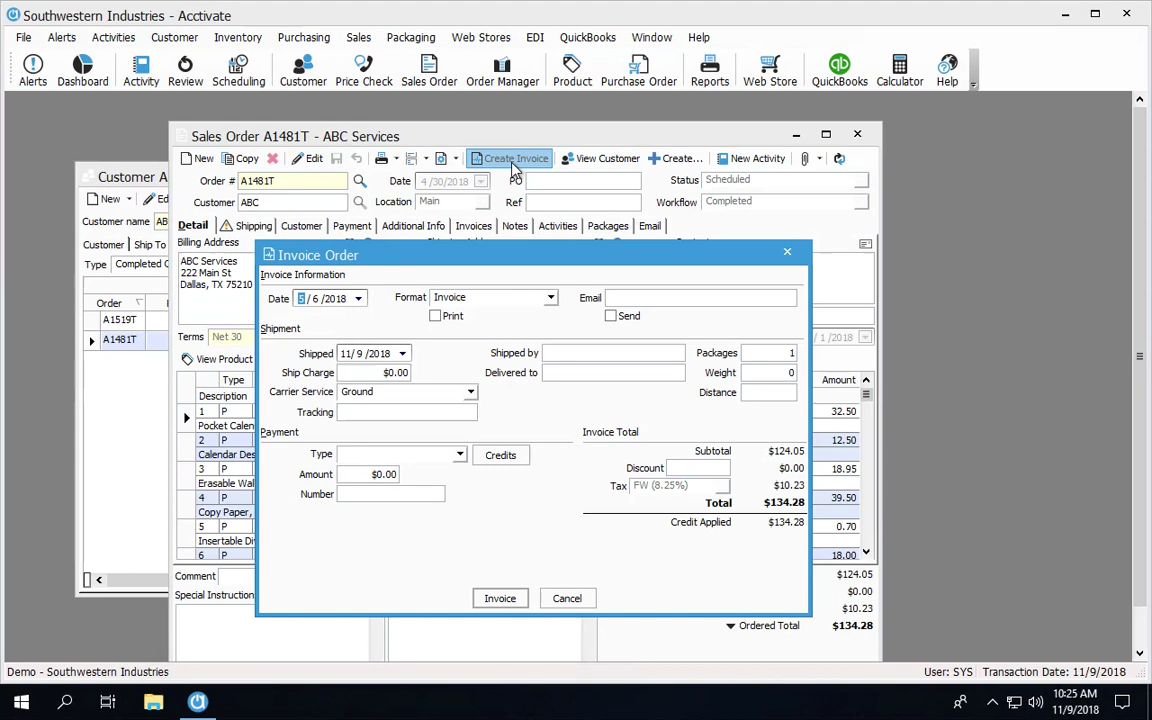 Southwestern Industries - Acctivate
File Alerts Activities Customer Inventory Purchasing Sales Packaging Web Stores EDI QuickBooks Window Help
Alerts Dashboard Activity Review Scheduling Customer Price Check Sales Order Order Manager Product Purchase Order Reports Web Store QuickBooks Calculator Help
Sales Order A1481T - ABC Services
New Copy Edit Create Invoice View Customer Create... New Activity
Customer A
Order # A1481T Date 4 /30/2018 PO Status Scheduled
New
Customer ABC Location Main Ref Workflow Completed
Customer name AB
Detail Shipping Customer Payment Additional Info Invoices Notes Activities Packages Email
Customer Ship To
Billing Address
Type Completed
ABC Services
222 Main St
Dallas, TX 75210
Order
A1519T
A1481T
Terms Net 30
View Product
Type Amount
Description
1 P 32.50
Pocket Calen
2 P 12.50
Calendar Des
3 P 18.95
Erasable Wal
4 P 39.50
Copy Paper,
5 P 0.70
Insertable Di
6 P 18.00
Comment $124.05
Special Instruction $0.00
$10.23
Ordered Total $134.28
Invoice Order
Invoice Information
Date 5/ 6 /2018 Format Invoice Email
Print Send
Shipment
Shipped 11/ 9 /2018 Shipped by Packages 1
Ship Charge $0.00 Delivered to Weight 0
Carrier Service Ground Distance
Tracking
Payment Invoice Total
Type Credits Subtotal $124.05
Amount $0.00 Discount $0.00
Number Tax FW (8.25%) $10.23
Total $134.28
Credit Applied $134.28
Invoice Cancel
Demo - Southwestern Industries User: SYS Transaction Date: 11/9/2018
10:25 AM
11/9/2018